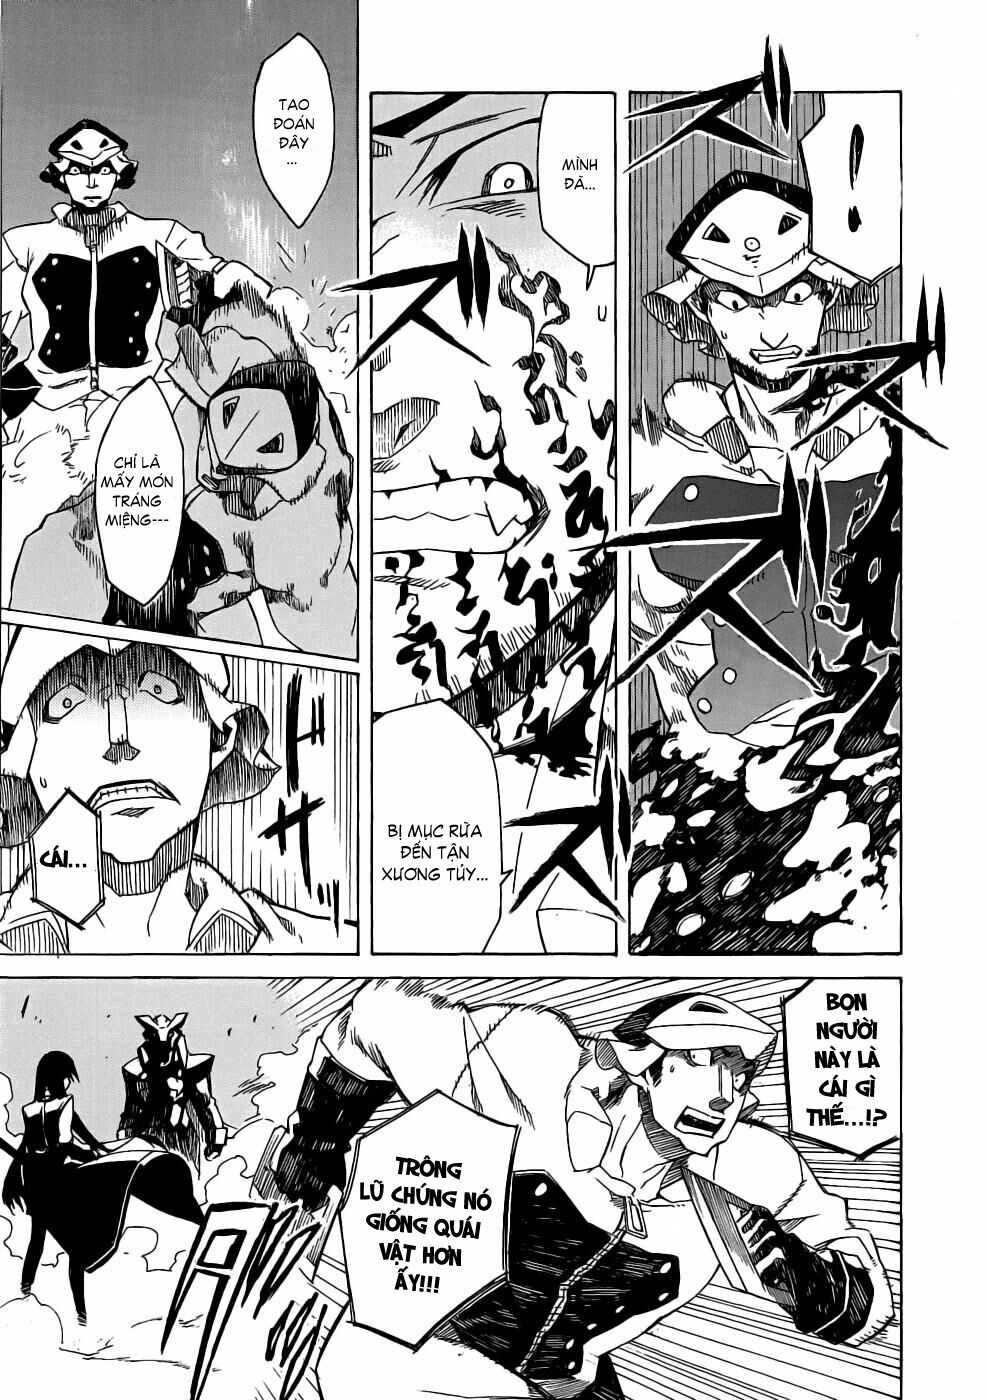 !
MÌNH
ĐÃ...
BỊ MỤC RỮA
ĐẾN TẬN
XƯƠNG TỦY...
TAO
ĐOÁN
ĐÂY
...
CHỈ LÀ
MẤY MÓN
TRÁNG
MIỆNG---
CÁI...
BỌN
NGƯỜI
NÀY LÀ
CÁI GÌ
THẾ...!?
TRÔNG
LŨ CHÚNG NÓ
GIỐNG QUÁI
VẬT HƠN
ẤY!!!